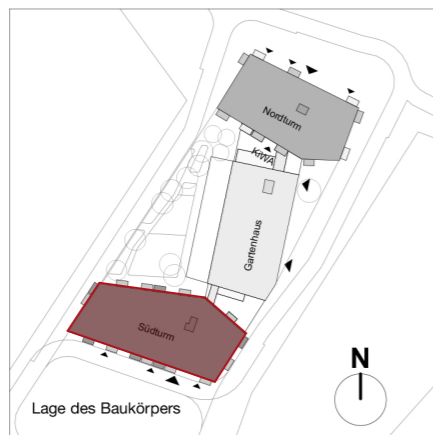 Nordturm
KIWA
Gartenhaus
Südturm
N
Lage des Baukörpers